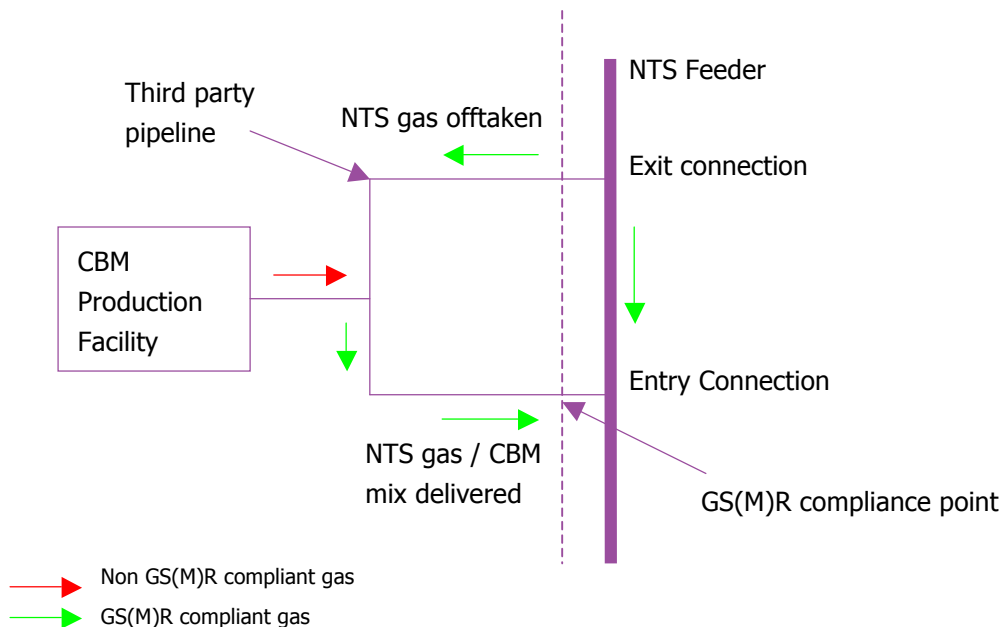 NTS Feeder
Third party
pipeline
NTS gas offtaken
Exit connection
CBM
Production
Facility
Entry Connection
NTS gas / CBM
mix delivered
GS(M)R compliance point
Non GS(M)R compliant gas
GS(M)R compliant gas